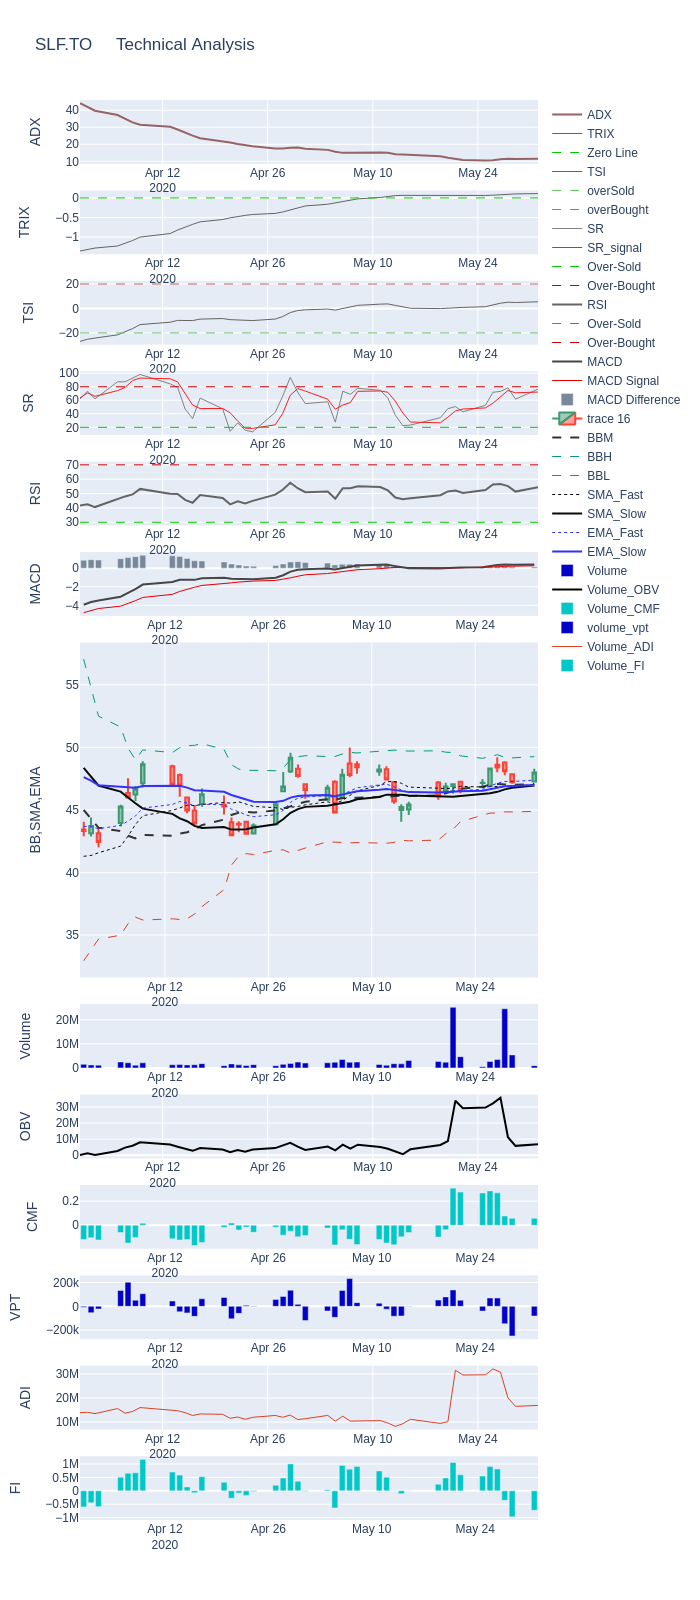 SLF.TO Technical Analysis
ADX
40
30
20
10
Apr 12
2020
Apr 26
May 10
May 24
TRIX
0
−0.5
−1
Apr 12
2020
Apr 26
May 10
May 24
TSI
20
0
−20
Apr 12
2020
Apr 26
May 10
May 24
SR
100
80
60
40
20
Apr 12
2020
Apr 26
May 10
May 24
RSI
70
60
50
40
30
MACD
0
−2
−4
2020
Apr 12
2020
Apr 26
May 10
May 24
BB,SMA,EMA
55
50
45
40
35
Apr 12
2020
Apr 26
May 10
May 24
Volume
20M
10M
0
Apr 12
2020
Apr 26
May 10
May 24
OBV
30M
20M
10M
0
Apr 12
2020
Apr 26
May 10
May 24
CMF
0.2
0
Apr 12
2020
Apr 26
May 10
May 24
VPT
200k
0
−200k
Apr 12
2020
Apr 26
May 10
May 24
ADI
30M
20M
10M
Apr 12
2020
Apr 26
May 10
May 24
FI
1M
0.5M
0
−0.5M
−1M
Apr 12
2020
Apr 26
May 10
May 24
ADX
TRIX
Zero Line
TSI
overSold
overBought
SR
SR_signal
Over-Sold
Over-Bought
RSI
Over-Sold
Over-Bought
MACD
MACD Signal
MACD Difference
trace 16
BBM
BBH
BBL
SMA_Fast
SMA_Slow
EMA_Fast
EMA_Slow
Volume
Volume_OBV
Volume_CMF
volume_vpt
Volume_ADI
Volume_FI